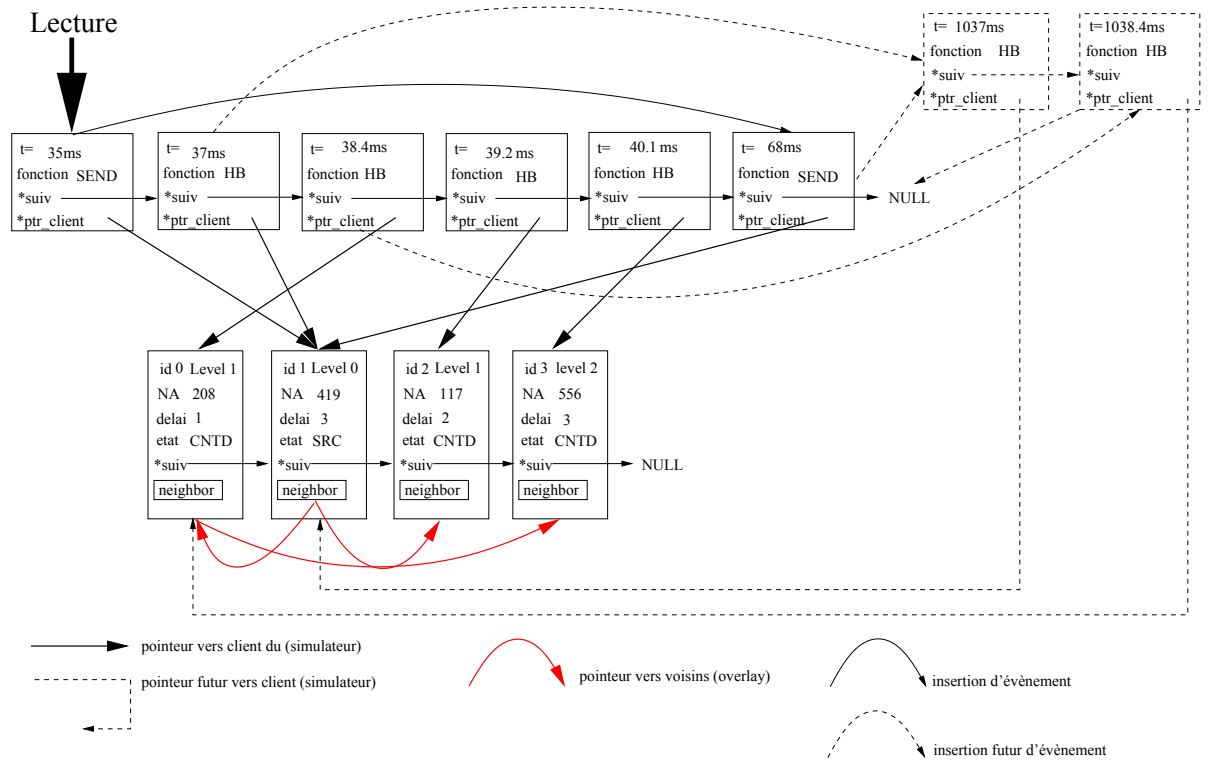 Lecture
t= 1037ms
fonction HB
*suiv
*ptr_client
t=1038.4ms
fonction HB
*suiv
*ptr_client
t= 35ms
fonction SEND
*suiv
*ptr_client
t= 37ms
fonction HB
*suiv
*ptr_client
t= 38.4 ms
fonction HB
*suiv
*ptr_client
t= 39.2 ms
fonction HB
*suiv
*ptr_client
t= 40.1 ms
fonction HB
*suiv
*ptr_client
t= 68ms
fonction SEND
*suiv
*ptr_client
NULL
id 0 Level 1
NA 208
delai 1
etat CNTD
*suiv
neighbor
id 1 Level 0
NA 419
delai 3
etat SRC
*suiv
neighbor
id 2 Level 1
NA 117
delai 2
etat CNTD
*suiv
neighbor
id 3 level 2
NA 556
delai 3
etat CNTD
*suiv
neighbor
NULL
pointeur vers client du (simulateur)
pointeur futur vers client (simulateur)
pointeur vers voisins (overlay)
insertion d'évènement
insertion futur d'évènement